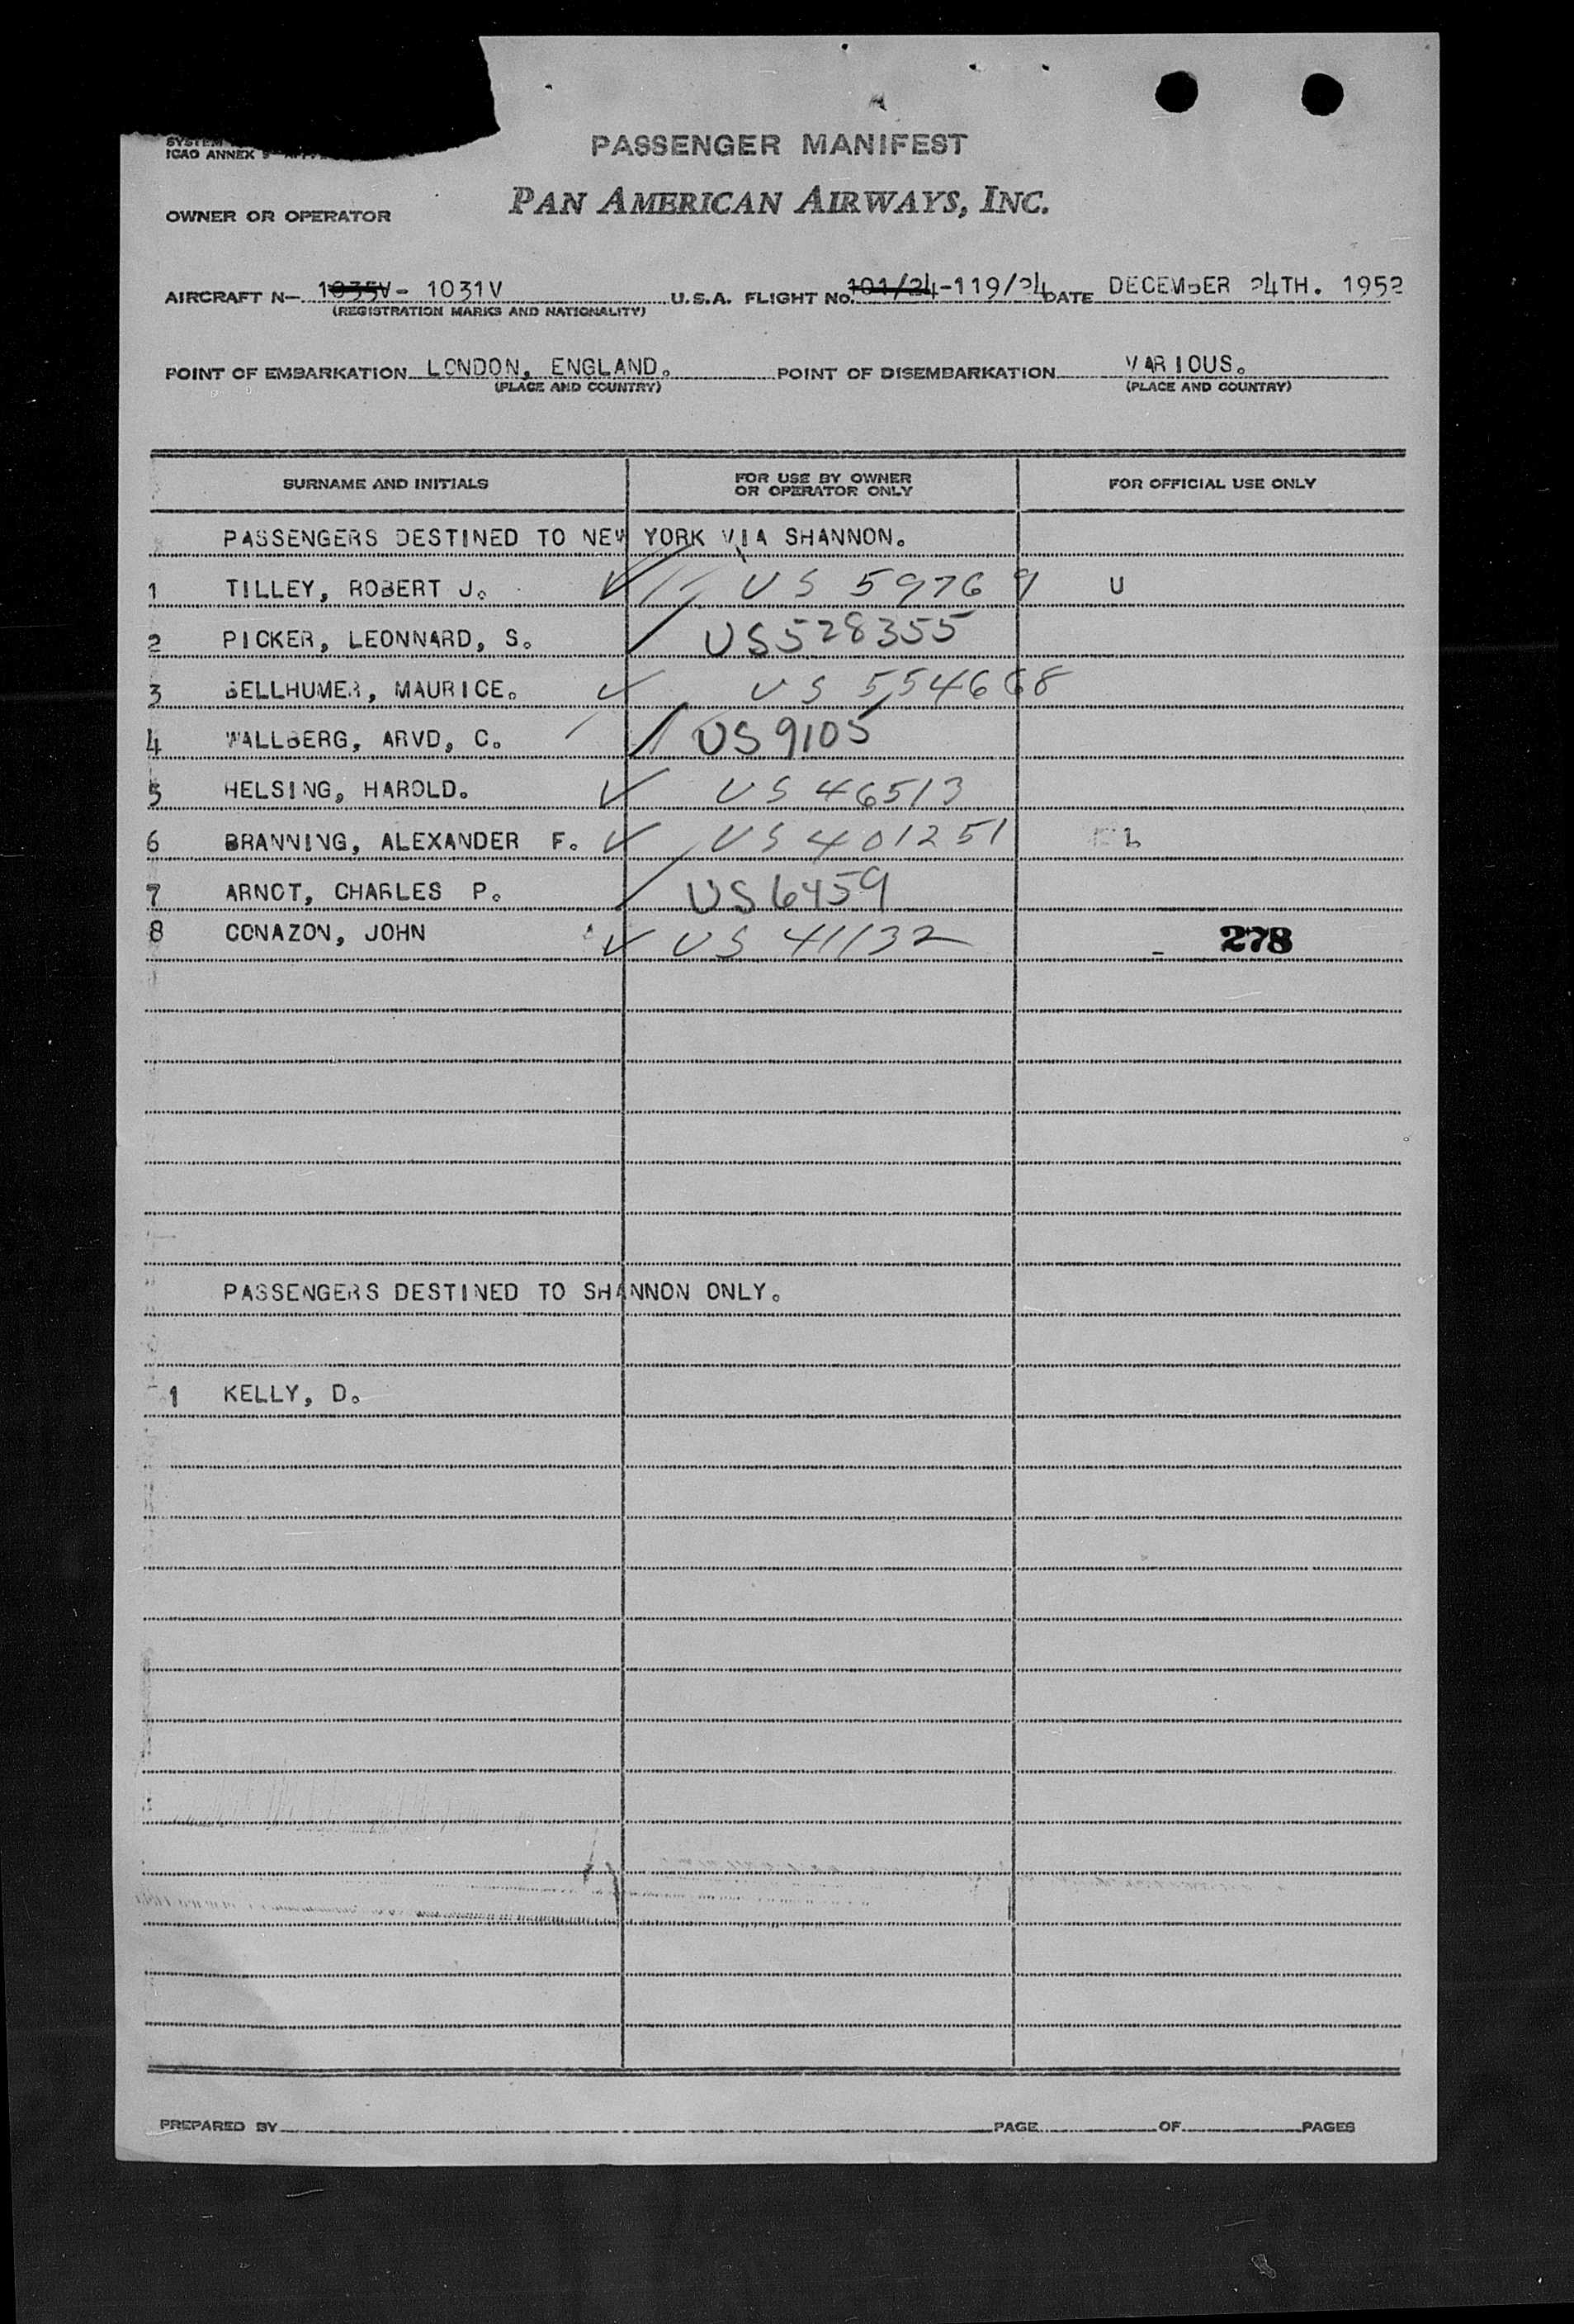 ICAO ANNEX 9
PASSENGER MANIFEST
PAN AMERICAN AIRWAYS, INC.
OWNER OR OPERATOR
AIRCRAFT N— 1035V- 1031V U.S.A. FLIGHT NO. 101/24-119/24 DATE DECEMBER 24TH. 1952
(REGISTRATION MARKS AND NATIONALITY)
POINT OF EMBARKATION LONDON, ENGLAND. POINT OF DISEMBARKATION VARIOUS.
(PLACE AND COUNTRY) (PLACE AND COUNTRY)
SURNAME AND INITIALS FOR USE BY OWNER OR OPERATOR ONLY FOR OFFICIAL USE ONLY
PASSENGERS DESTINED TO NEW YORK VIA SHANNON.
1 TILLEY, ROBERT J. US 59769 U
2 PICKER, LEONNARD, S. US528355
3 BELLHUMER, MAURICE. US 554668
4 WALLBERG, ARVD, C. US9105
5 HELSING, HAROLD. US 46513
6 BRANNING, ALEXANDER F. US 401251
7 ARNOT, CHARLES P. US6459
8 CONAZON, JOHN US 41132 278
PASSENGERS DESTINED TO SHANNON ONLY.
1 KELLY, D.
PREPARED BY PAGE OF PAGES